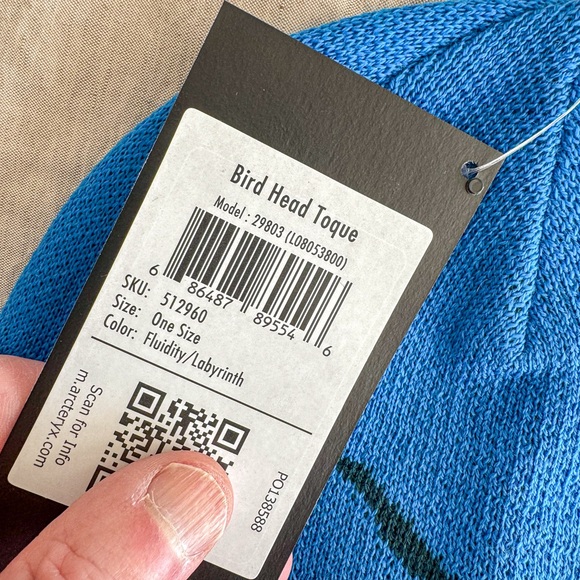 Bird Head Toque
Model : 29803 (L08053800)
6 86487 89554 6
SKU: 512960
Size: One Size
Color: Fluidity/Labyrinth
Scan for Info
m.arcteryx.com
PO138588